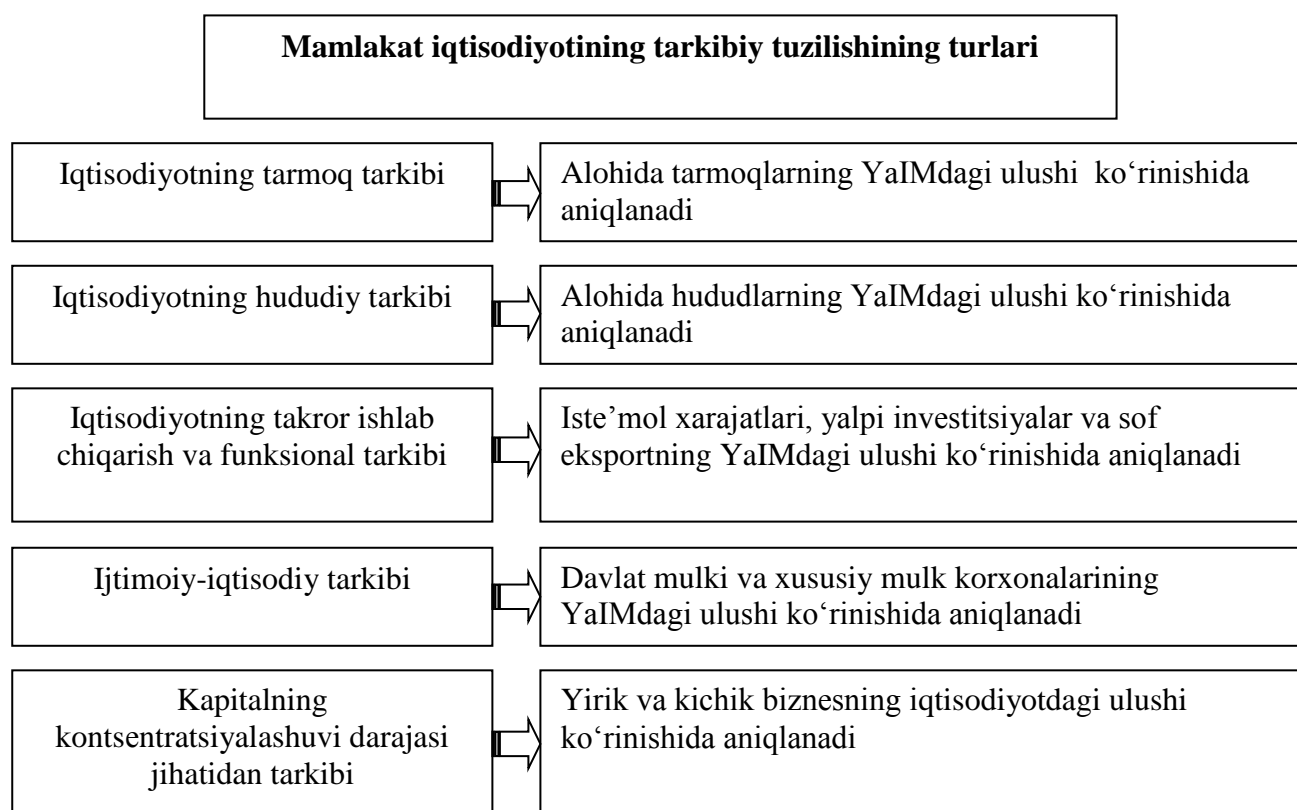 Mamlakat iqtisodiyotining tarkibiy tuzilishining turlari
Iqtisodiyotning tarmoq tarkibi
Alohida tarmoqlarning YaIMdagi ulushi ko‘rinishida
aniqlanadi
Iqtisodiyotning hududiy tarkibi
Alohida hududlarning YaIMdagi ulushi ko‘rinishida
aniqlanadi
Iqtisodiyotning takror ishlab
chiqarish va funksional tarkibi
Iste’mol xarajatlari, yalpi investitsiyalar va sof
eksportning YaIMdagi ulushi ko‘rinishida aniqlanadi
Ijtimoiy-iqtisodiy tarkibi
Davlat mulki va xususiy mulk korxonalarining
YaIMdagi ulushi ko‘rinishida aniqlanadi
Kapitalning
kontsentratsiyalashuvi darajasi
jihatidan tarkibi
Yirik va kichik biznesning iqtisodiyotdagi ulushi
ko‘rinishida aniqlanadi